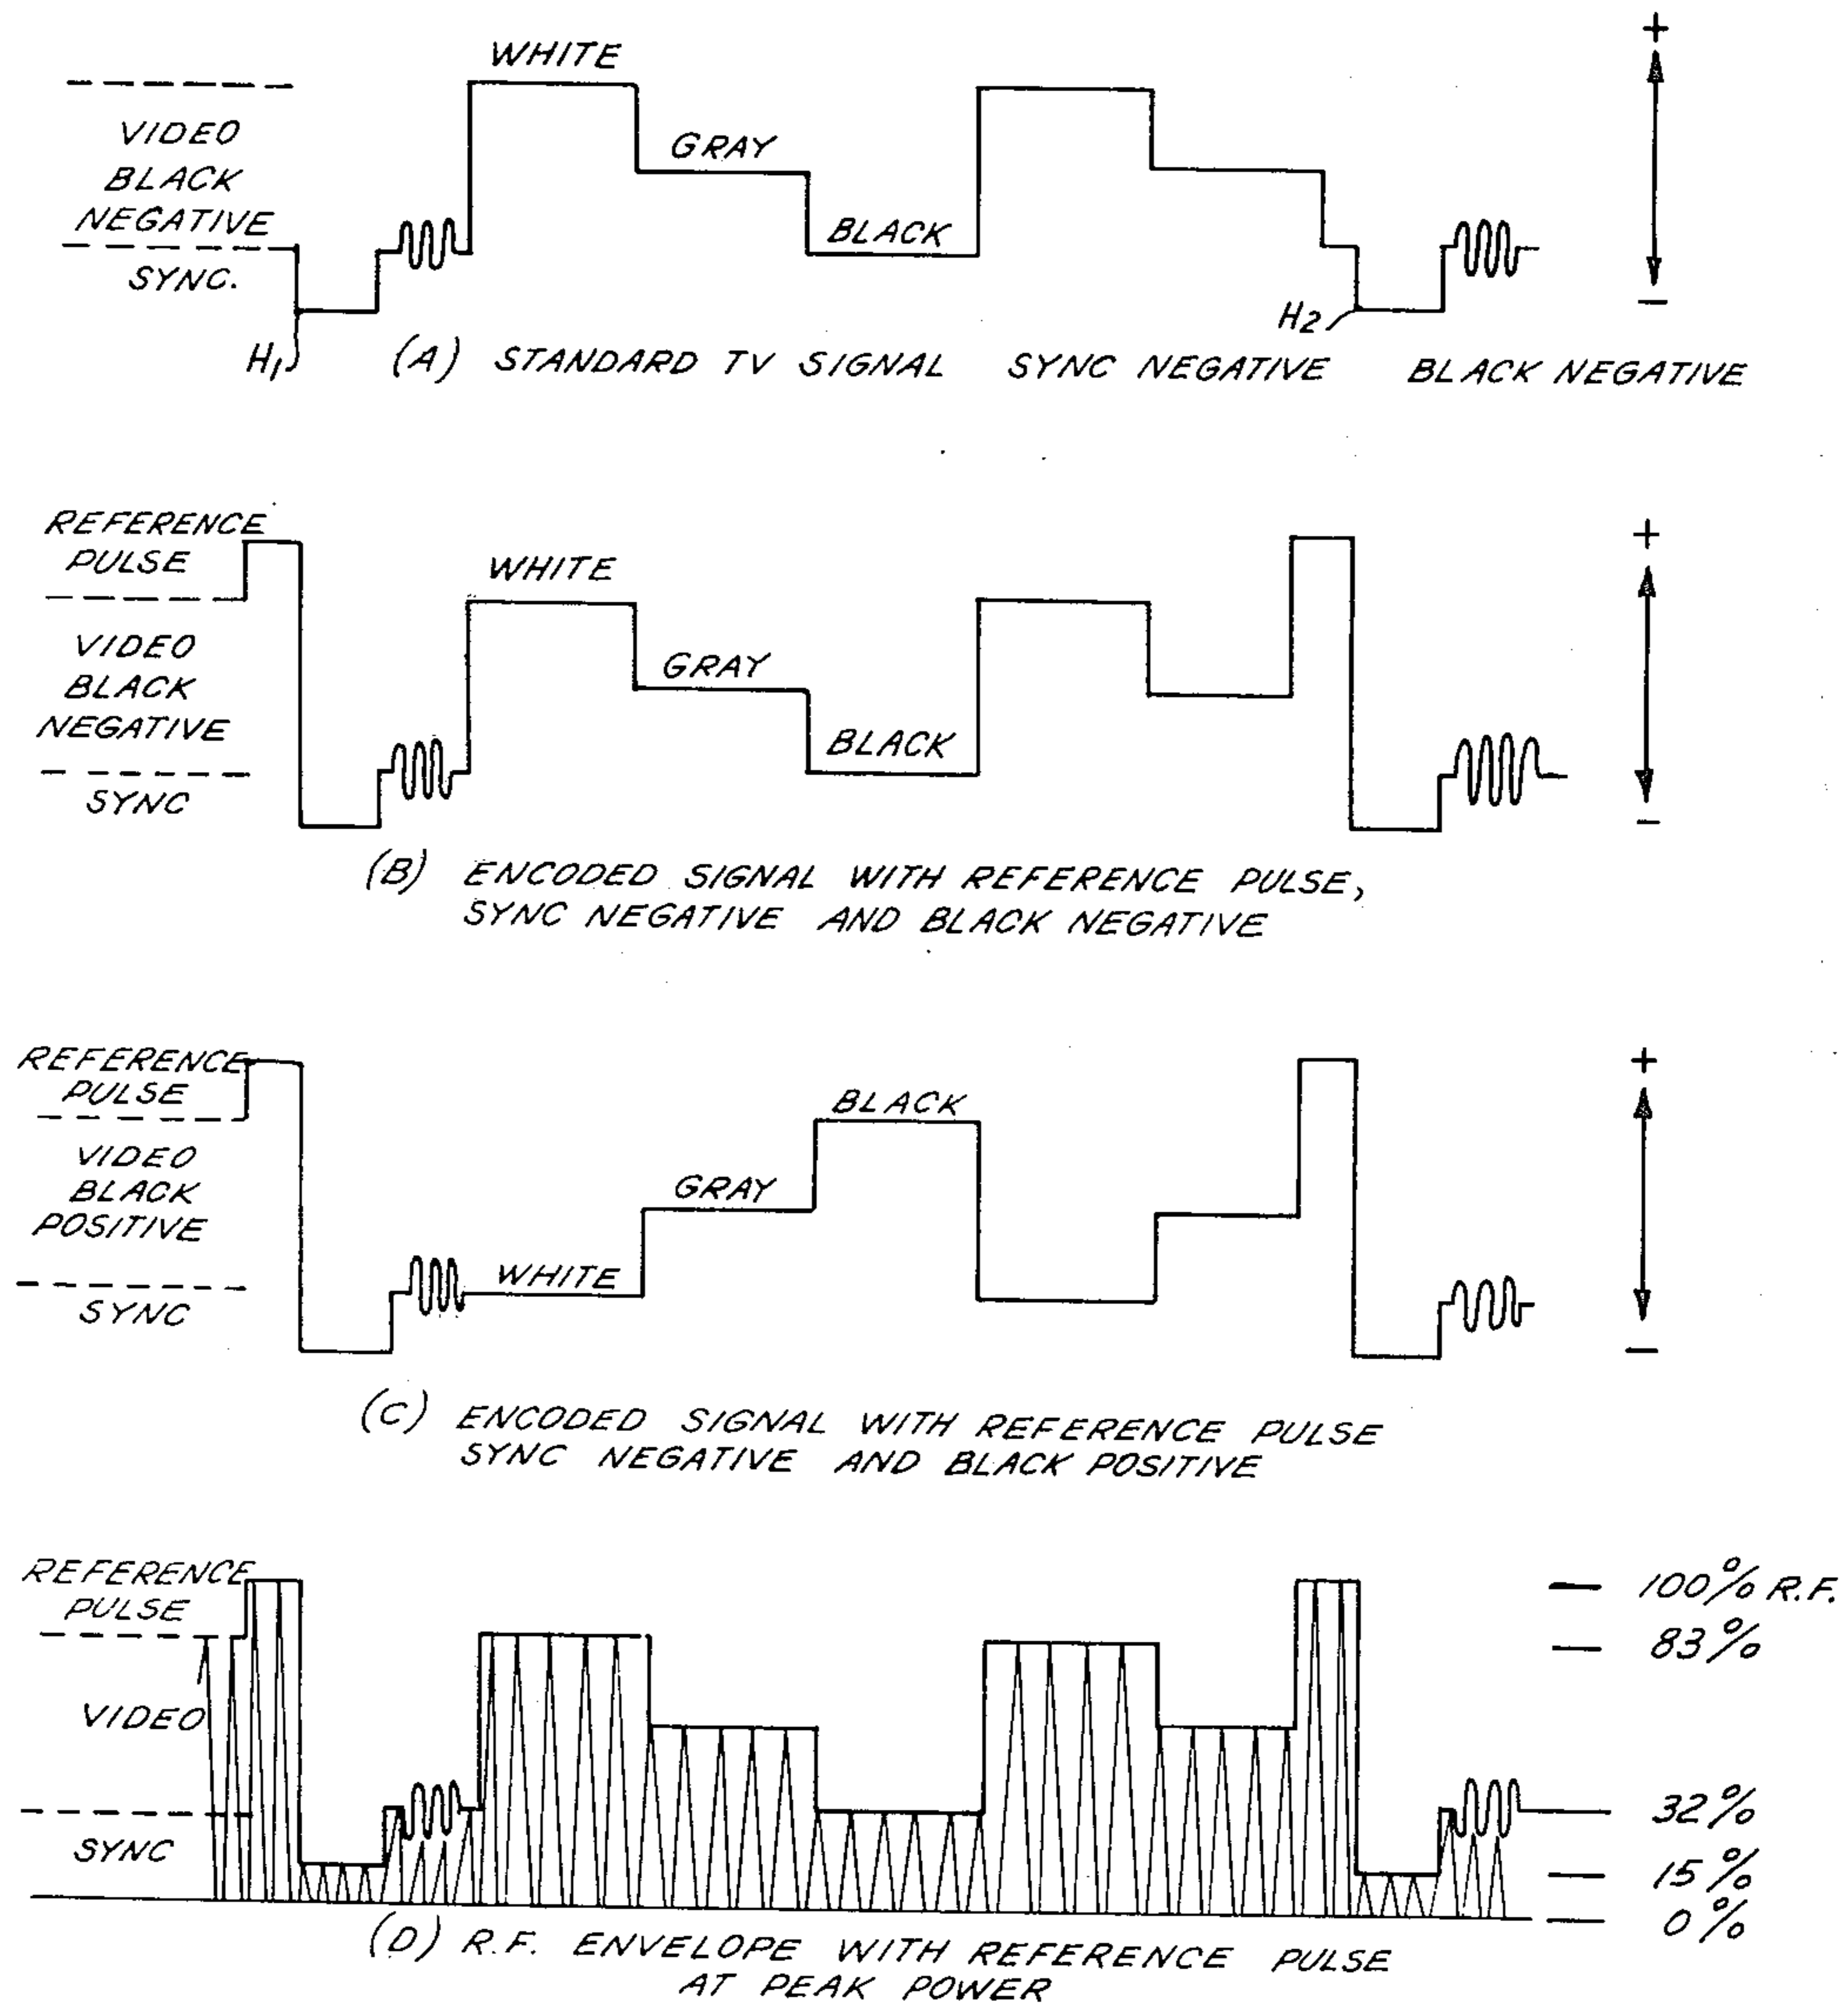 +
WHITE
VIDEO
BLACK
NEGATIVE
SYNC.
GRAY
BLACK
H1
H2
−
(A) STANDARD TV SIGNAL SYNC NEGATIVE BLACK NEGATIVE
REFERENCE
PULSE
+
WHITE
VIDEO
BLACK
NEGATIVE
SYNC
GRAY
BLACK
−
(B) ENCODED SIGNAL WITH REFERENCE PULSE,
SYNC NEGATIVE AND BLACK NEGATIVE
REFERENCE
PULSE
+
BLACK
VIDEO
BLACK
POSITIVE
GRAY
WHITE
SYNC
−
(C) ENCODED SIGNAL WITH REFERENCE PULSE
SYNC NEGATIVE AND BLACK POSITIVE
REFERENCE
PULSE
100% R.F.
83%
VIDEO
32%
SYNC
15%
0%
(D) R.F. ENVELOPE WITH REFERENCE PULSE
AT PEAK POWER